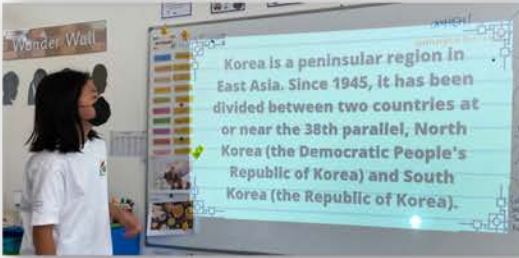 Wonder Wall
Korea is a peninsular region in
East Asia. Since 1945, it has been
divided between two countries at
or near the 38th parallel, North
Korea (the Democratic People's
Republic of Korea) and South
Korea (the Republic of Korea).